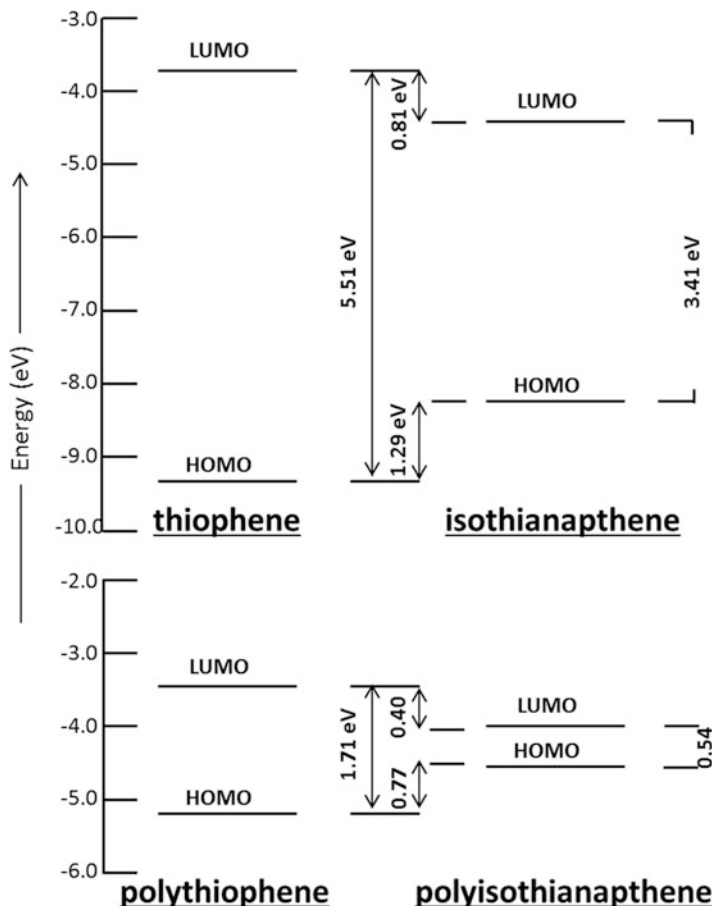 -3.0
LUMO
-4.0
0.81 eV
LUMO
-5.0
-6.0
5.51 eV
3.41 eV
-7.0
Energy (eV)
-8.0
HOMO
1.29 eV
-9.0
HOMO
-10.0
thiophene
isothianapthene
-2.0
-3.0
LUMO
0.40
LUMO
-4.0
1.71 eV
0.54
HOMO
0.77
-5.0
HOMO
-6.0
polythiophene
polyisothianapthene